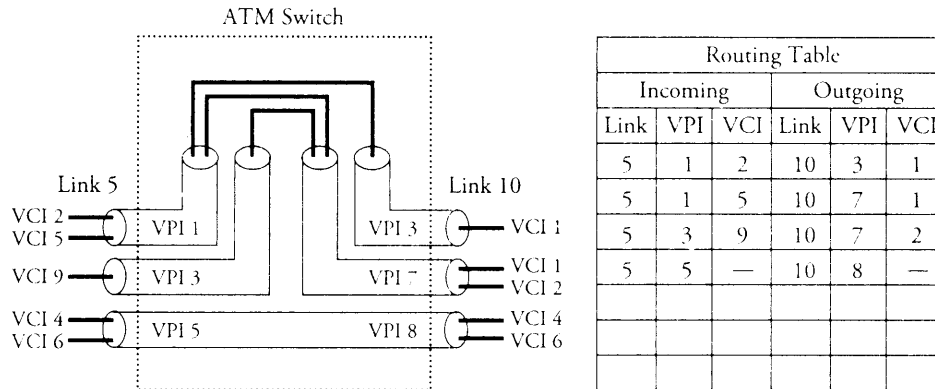 ATM Switch
Link 5
VCI 2
VCI 5
VPI 1
VCI 9
VPI 3
VCI 4
VCI 6
VPI 5
Link 10
VPI 3
VCI 1
VPI 7
VCI 1
VCI 2
VPI 8
VCI 4
VCI 6
Routing Table
Incoming Outgoing
Link VPI VCI Link VPI VCI
5 1 2 10 3 1
5 1 5 10 7 1
5 3 9 10 7 2
5 5 — 10 8 —